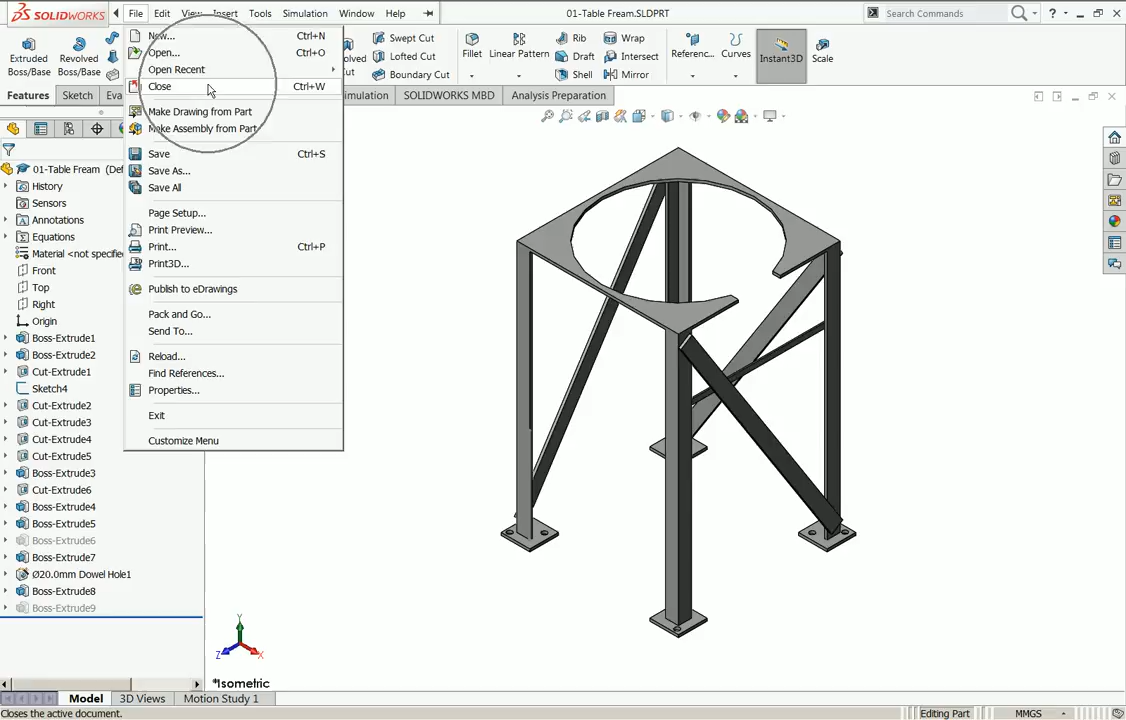 SOLIDWORKS
File Edit View Insert Tools Simulation Window Help
01-Table Fream.SLDPRT
Search Commands
?
Extruded Boss/Base
Revolved Boss/Base
Cut
Swept Cut
Lofted Cut
Boundary Cut
Fillet
Linear Pattern
Rib
Draft
Shell
Wrap
Intersect
Mirror
Referenc...
Curves
Instant3D
Scale
Features
Sketch
SOLIDWORKS MBD
Analysis Preparation
New... Ctrl+N
Open... Ctrl+O
Open Recent
Close Ctrl+W
Make Drawing from Part
Make Assembly from Part
Save Ctrl+S
Save As...
Save All
Page Setup...
Print Preview...
Print... Ctrl+P
Print3D...
Publish to eDrawings
Pack and Go...
Send To...
Reload...
Find References...
Properties...
Exit
Customize Menu
01-Table Fream
History
Sensors
Annotations
Equations
Material <not specifie
Front
Top
Right
Origin
Boss-Extrude1
Boss-Extrude2
Cut-Extrude1
Sketch4
Cut-Extrude2
Cut-Extrude3
Cut-Extrude4
Cut-Extrude5
Boss-Extrude3
Cut-Extrude6
Boss-Extrude4
Boss-Extrude5
Boss-Extrude6
Boss-Extrude7
Ø20.0mm Dowel Hole1
Boss-Extrude8
Boss-Extrude9
Y
Z
X
*Isometric
Model
3D Views
Motion Study 1
Closes the active document.
Editing Part
MMGS